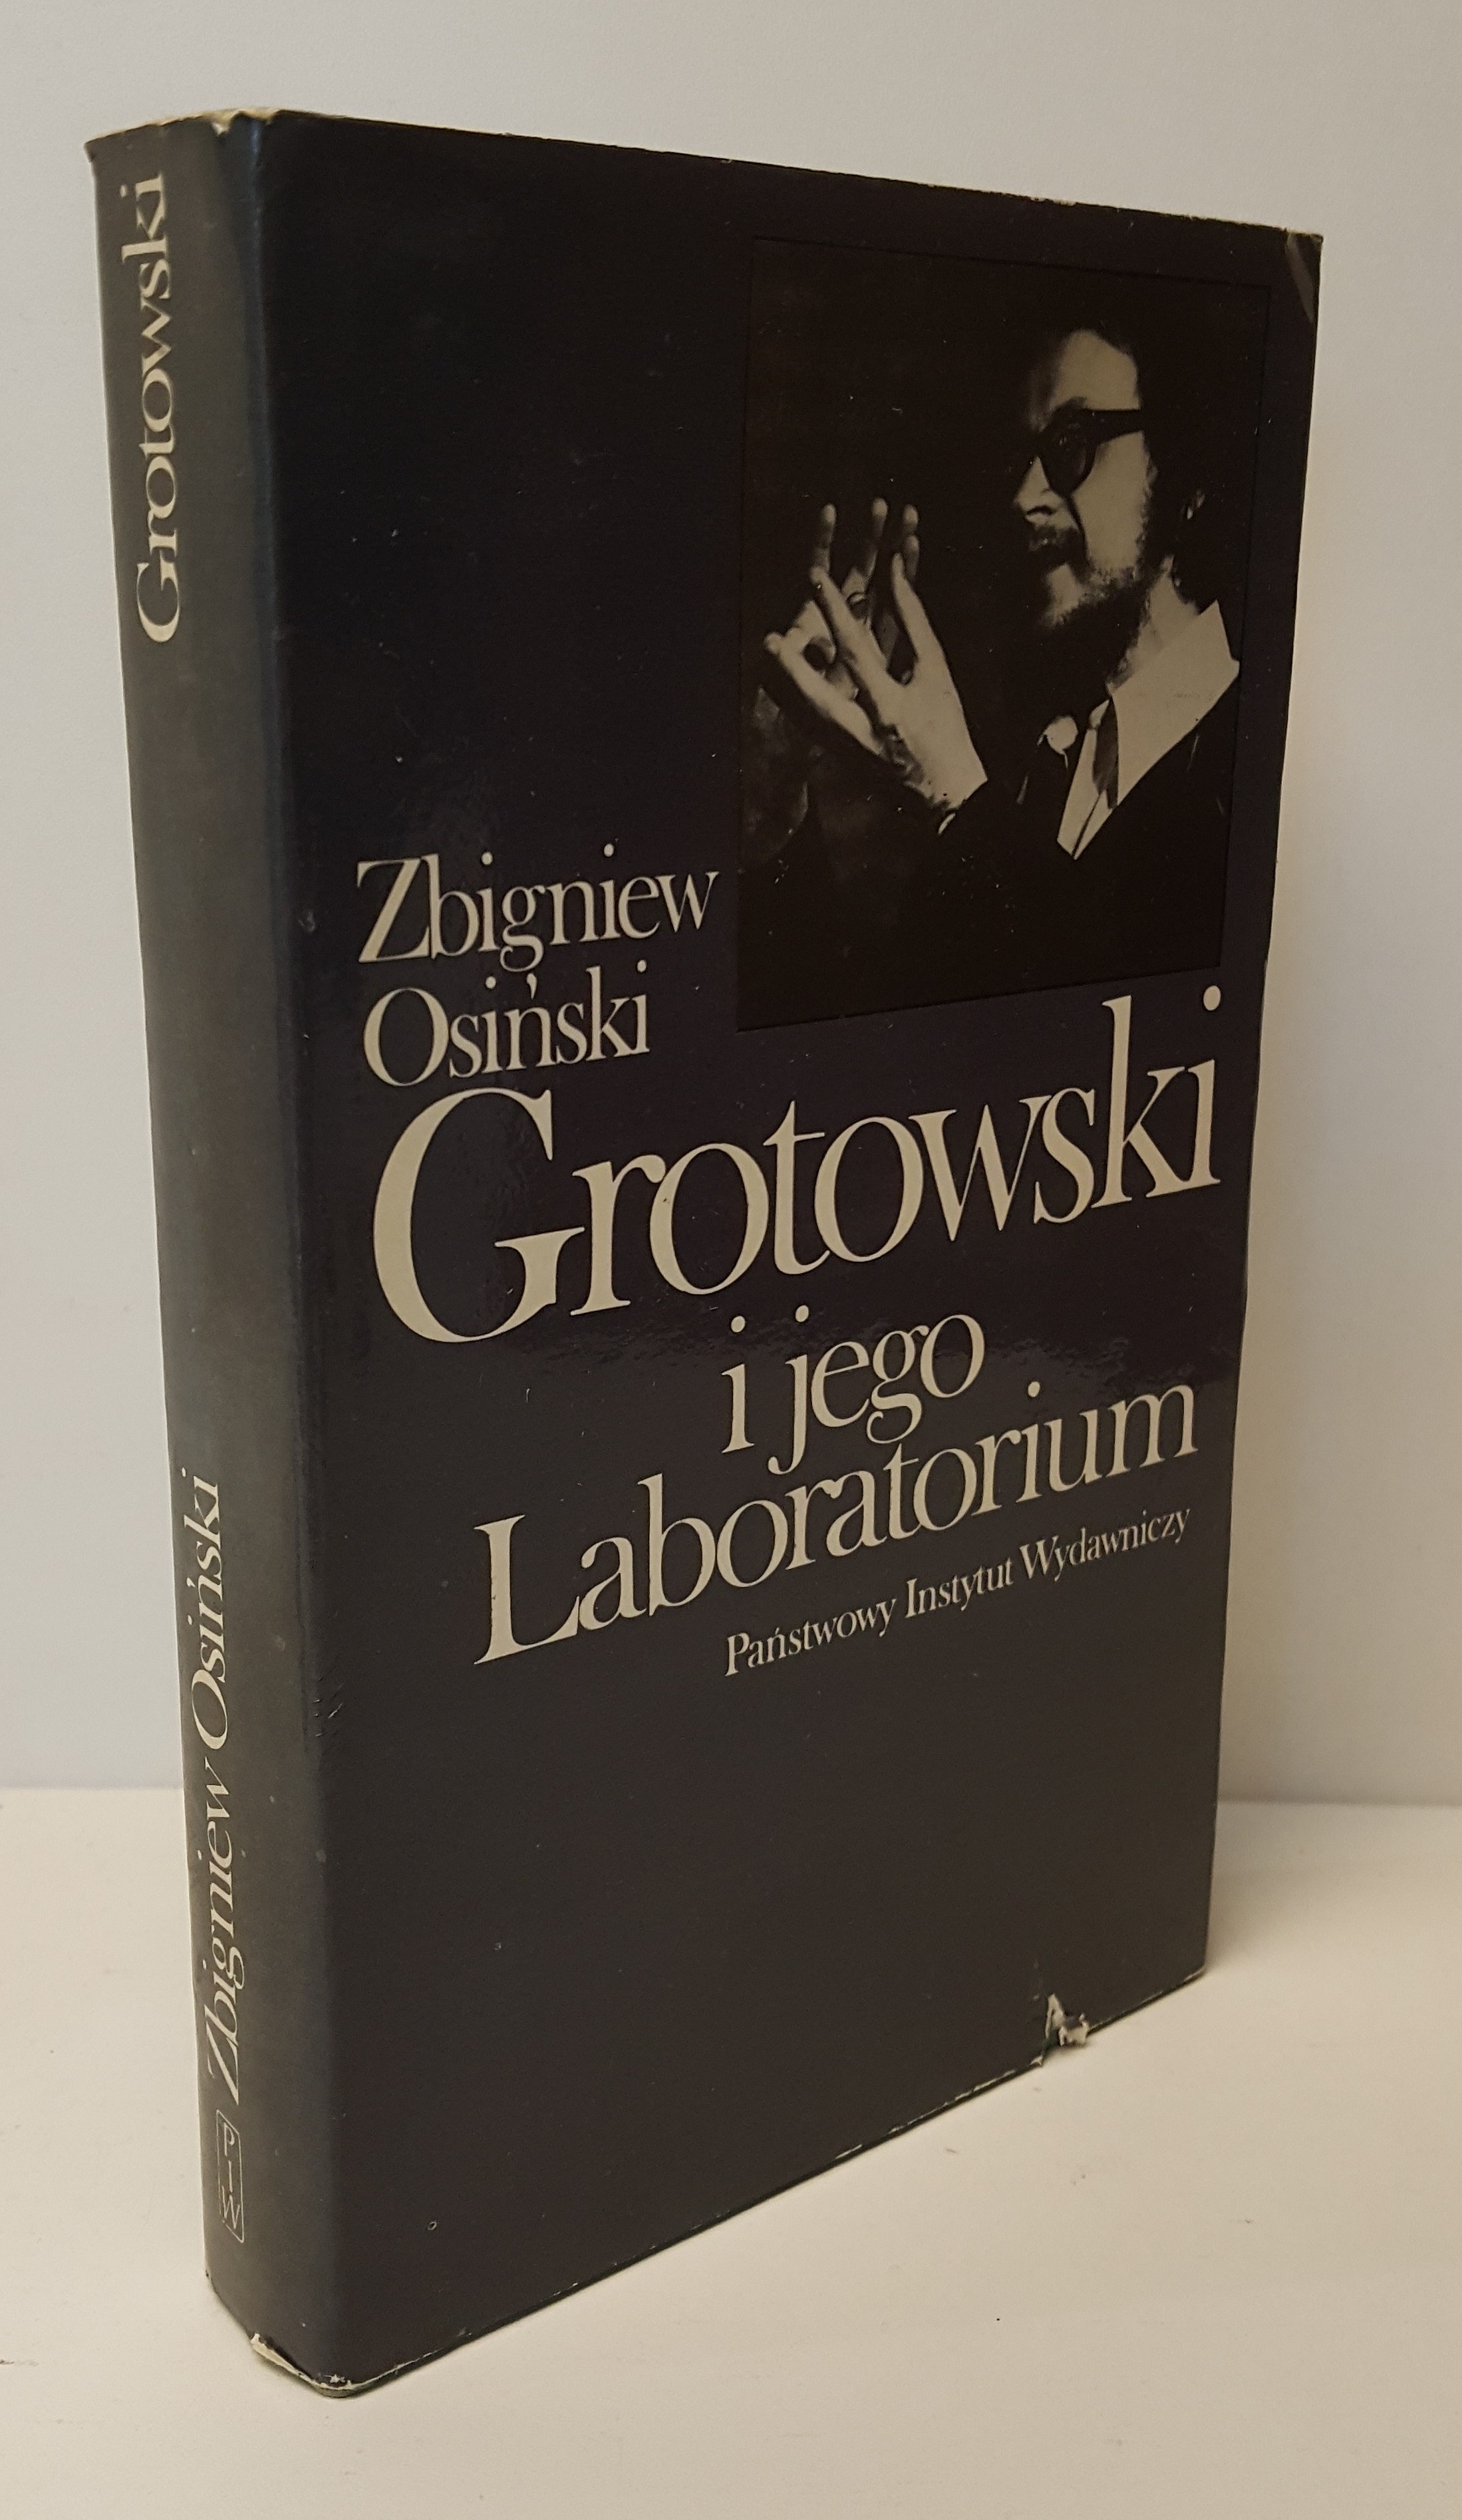 Grotowski
Zbigniew Osiński
PIW
Zbigniew
Osiński
Grotowski
i jego
Laboratorium
Państwowy Instytut Wydawniczy